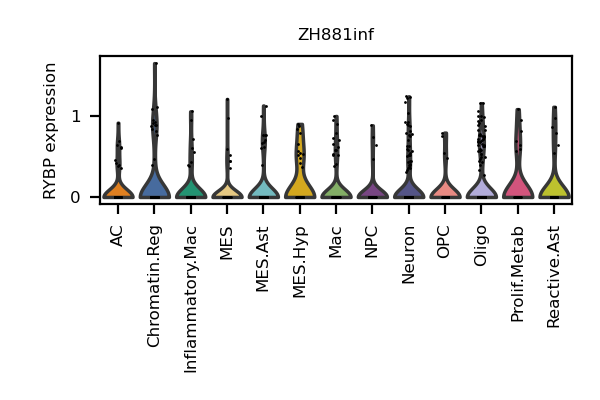 ZH881inf
RYBP expression
1
0
AC
Chromatin.Reg
Inflammatory.Mac
MES
MES.Ast
MES.Hyp
Mac
NPC
Neuron
OPC
Oligo
Prolif.Metab
Reactive.Ast